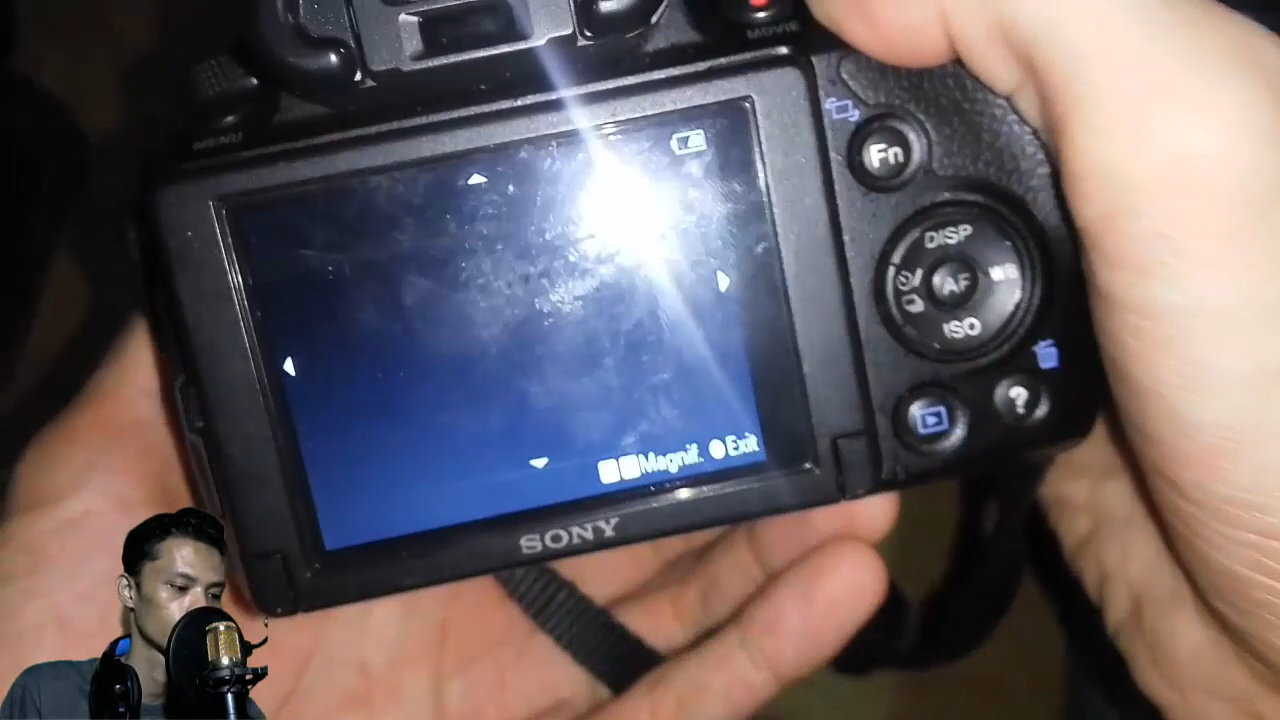 MOVIE
MENU
Fn
DISP
AF
WB
ISO
?
Magnif. Exit
SONY